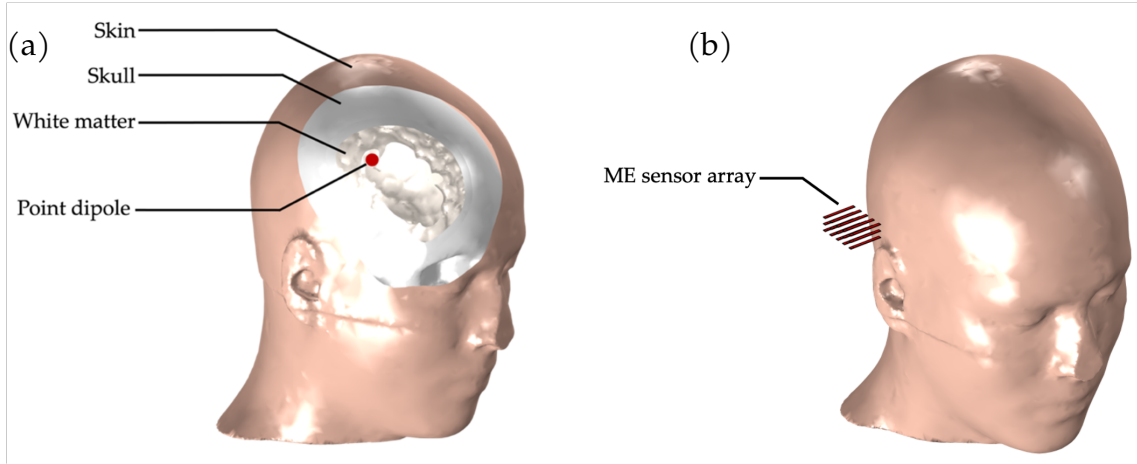 (a)
Skin
Skull
White matter
Point dipole
(b)
ME sensor array